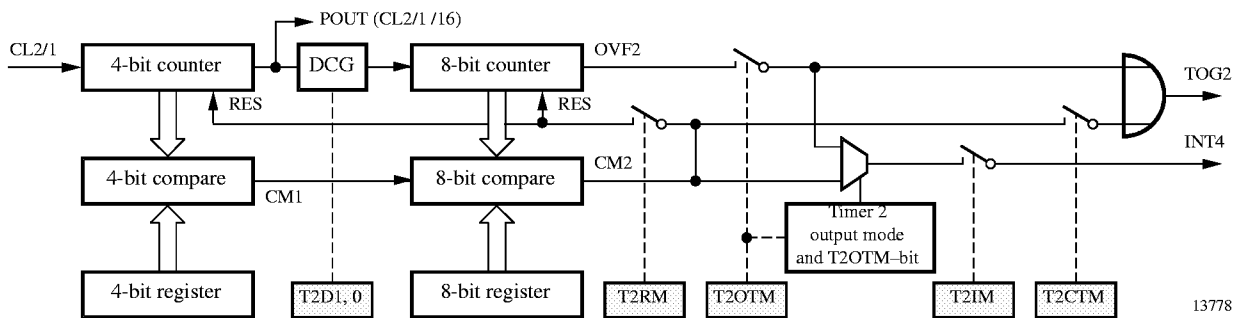 POUT (CL2/1 /16)
CL2/1
4-bit counter
DCG
8-bit counter
OVF2
TOG2
RES
RES
INT4
4-bit compare
CM1
8-bit compare
CM2
Timer 2
output mode
and T2OTM–bit
4-bit register
T2D1, 0
8-bit register
T2RM
T2OTM
T2IM
T2CTM
13778